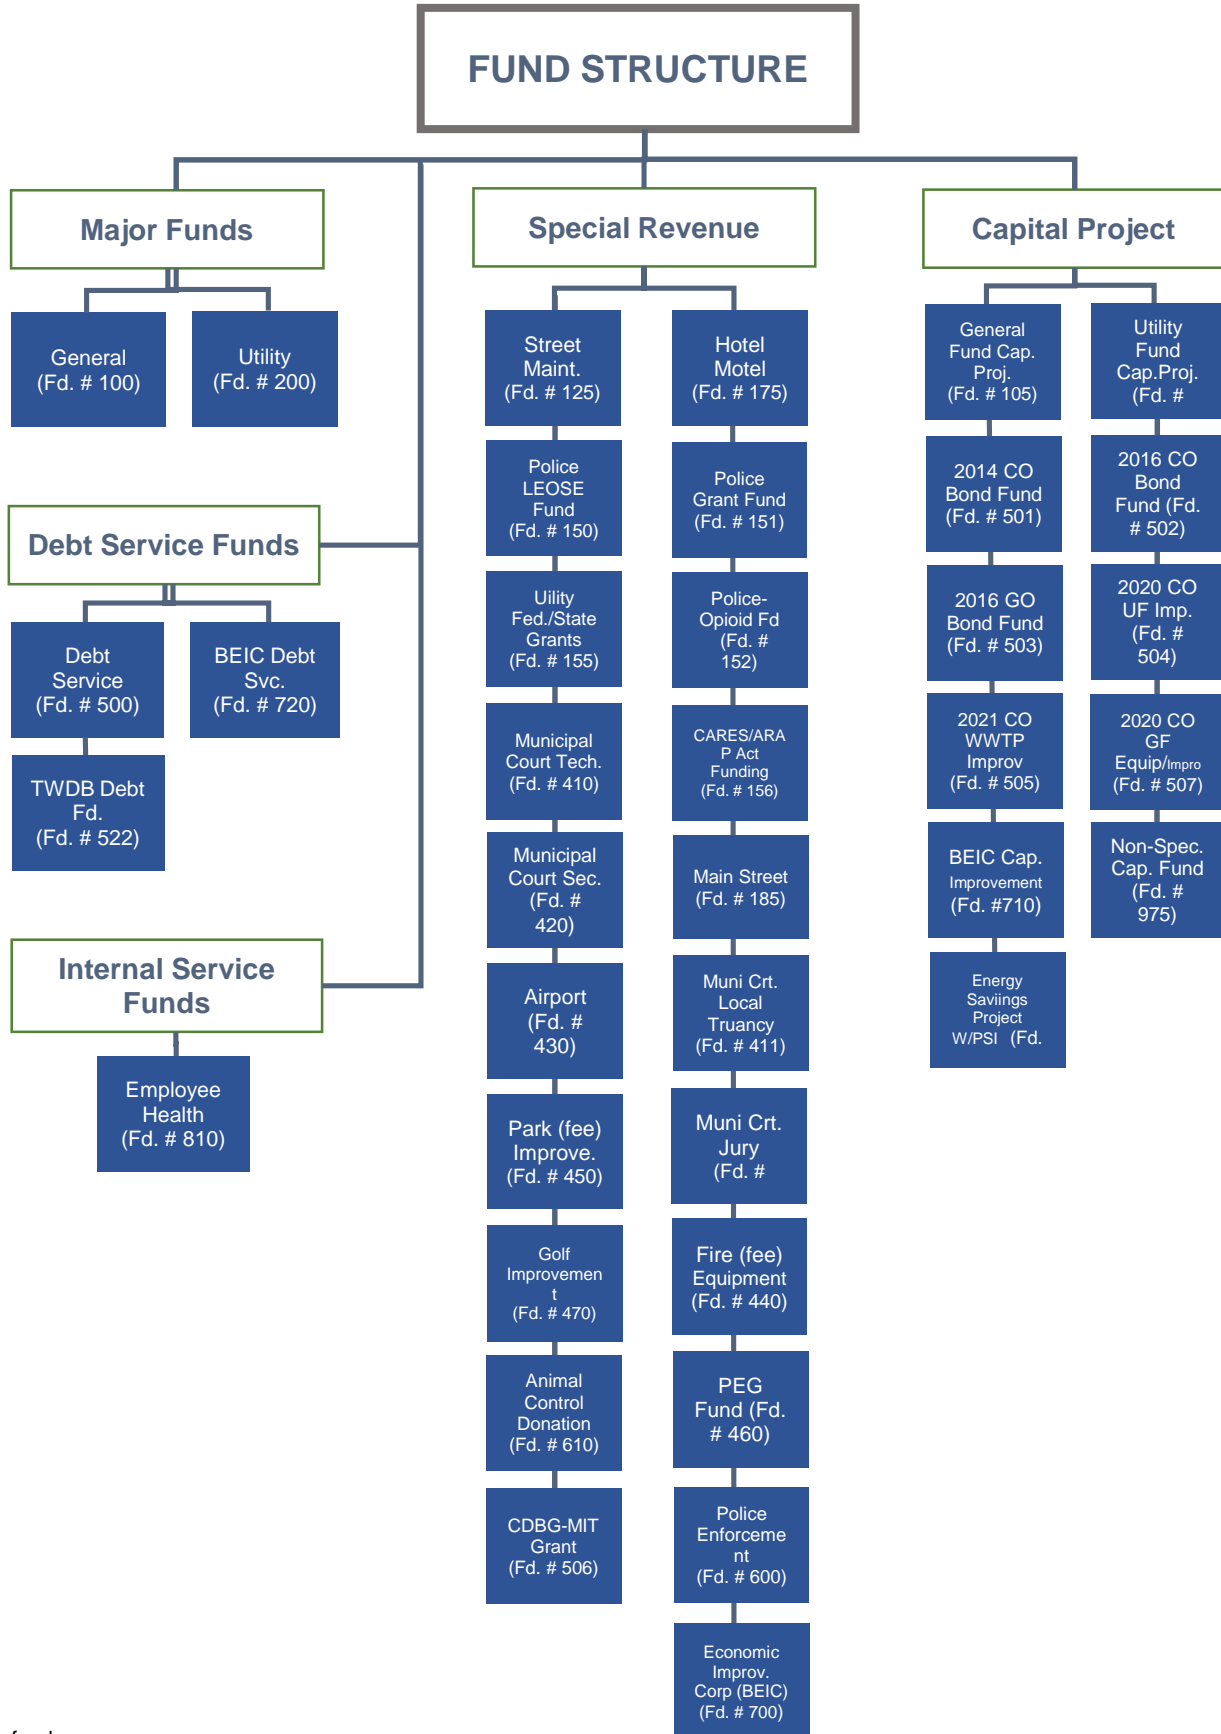 FUND STRUCTURE
Major Funds
General
(Fd. # 100)
Utility
(Fd. # 200)
Debt Service Funds
Debt
Service
(Fd. # 500)
BEIC Debt
Svc.
(Fd. # 720)
TWDB Debt
Fd.
(Fd. # 522)
Internal Service
Funds
Employee
Health
(Fd. # 810)
Special Revenue
Street
Maint.
(Fd. # 125)
Police
LEOSE
Fund
(Fd. # 150)
Uility
Fed./State
Grants
(Fd. # 155)
Municipal
Court Tech.
(Fd. # 410)
Municipal
Court Sec.
(Fd. #
420)
Airport
(Fd. #
430)
Park (fee)
Improve.
(Fd. # 450)
Golf
Improvemen
t
(Fd. # 470)
Animal
Control
Donation
(Fd. # 610)
CDBG-MIT
Grant
(Fd. # 506)
Hotel
Motel
(Fd. # 175)
Police
Grant Fund
(Fd. # 151)
Police-
Opioid Fd
(Fd. #
152)
CARES/ARA
P Act
Funding
(Fd. # 156)
Main Street
(Fd. # 185)
Muni Crt.
Local
Truancy
(Fd. # 411)
Muni Crt.
Jury
(Fd. #
Fire (fee)
Equipment
(Fd. # 440)
PEG
Fund (Fd.
# 460)
Police
Enforceme
nt
(Fd. # 600)
Economic
Improv.
Corp (BEIC)
(Fd. # 700)
Capital Project
General
Fund Cap.
Proj.
(Fd. # 105)
2014 CO
Bond Fund
(Fd. # 501)
2016 GO
Bond Fund
(Fd. # 503)
2021 CO
WWTP
Improv
(Fd. # 505)
BEIC Cap.
Improvement
(Fd. #710)
Energy
Saviings
Project
W/PSI (Fd.
Utility
Fund
Cap.Proj.
(Fd. #
2016 CO
Bond
Fund (Fd.
# 502)
2020 CO
UF Imp.
(Fd. #
504)
2020 CO
GF
Equip/Impro
(Fd. # 507)
Non-Spec.
Cap. Fund
(Fd. #
975)